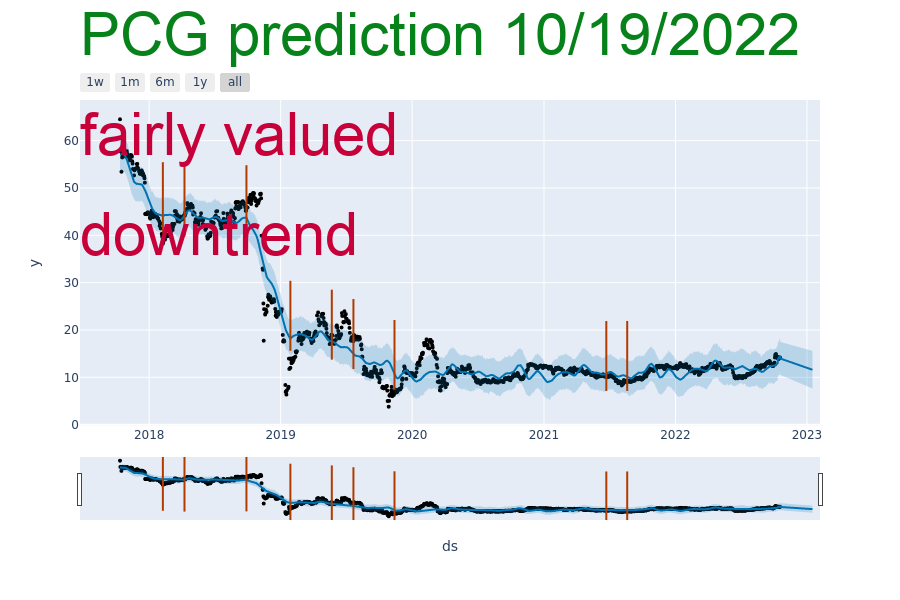 PCG prediction 10/19/2022
1w 1m 6m 1y all
fairly valued
downtrend
60
50
40
30
20
10
0
y
2018 2019 2020 2021 2022 2023
ds